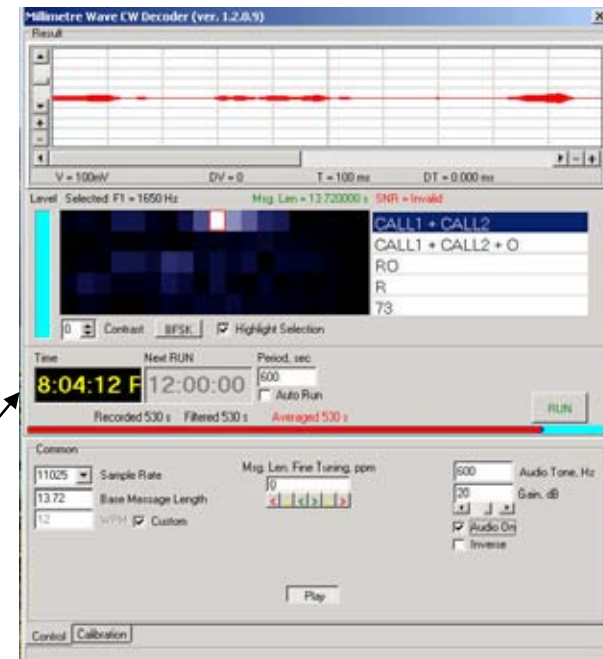 Millimetre Wave CW Decoder (ver. 1.2.0.9)
Result
V = 100mV DV = 0 T = 100 ms DT = 0.000 ms
Level Selected: F1 = 1650 Hz Msg. Len = 13.720000 s SNR = Invalid
CALL1 + CALL2
CALL1 + CALL2 + O
RO
R
73
0 Contrast BFSK Highlight Selection
Time Next RUN Period, sec
8:04:12 F 12:00:00 600
Auto Run
Recorded 530 s Filtered 530 s Averaged 530 s RUN
Common
11025 Sample Rate Msg. Len. Fine Tuning, ppm 600 Audio Tone, Hz
13.72 Base Message Length 0 20 Gain, dB
12 WPM Custom < < < > > >
Audio On
Inverse
Play
Control Calibration